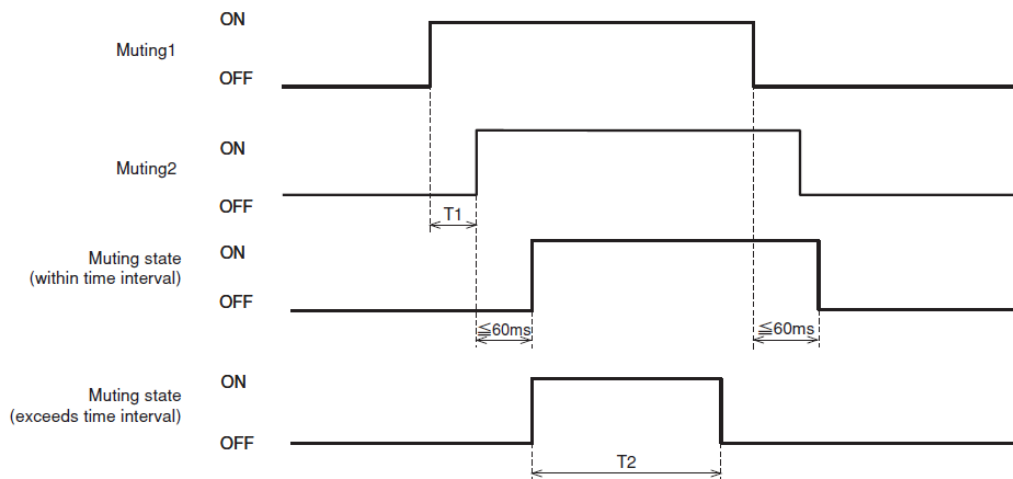 ON
Muting1
OFF
ON
Muting2
OFF
T1
Muting state
(within time interval)
ON
OFF
≦60ms
≦60ms
Muting state
(exceeds time interval)
ON
OFF
T2